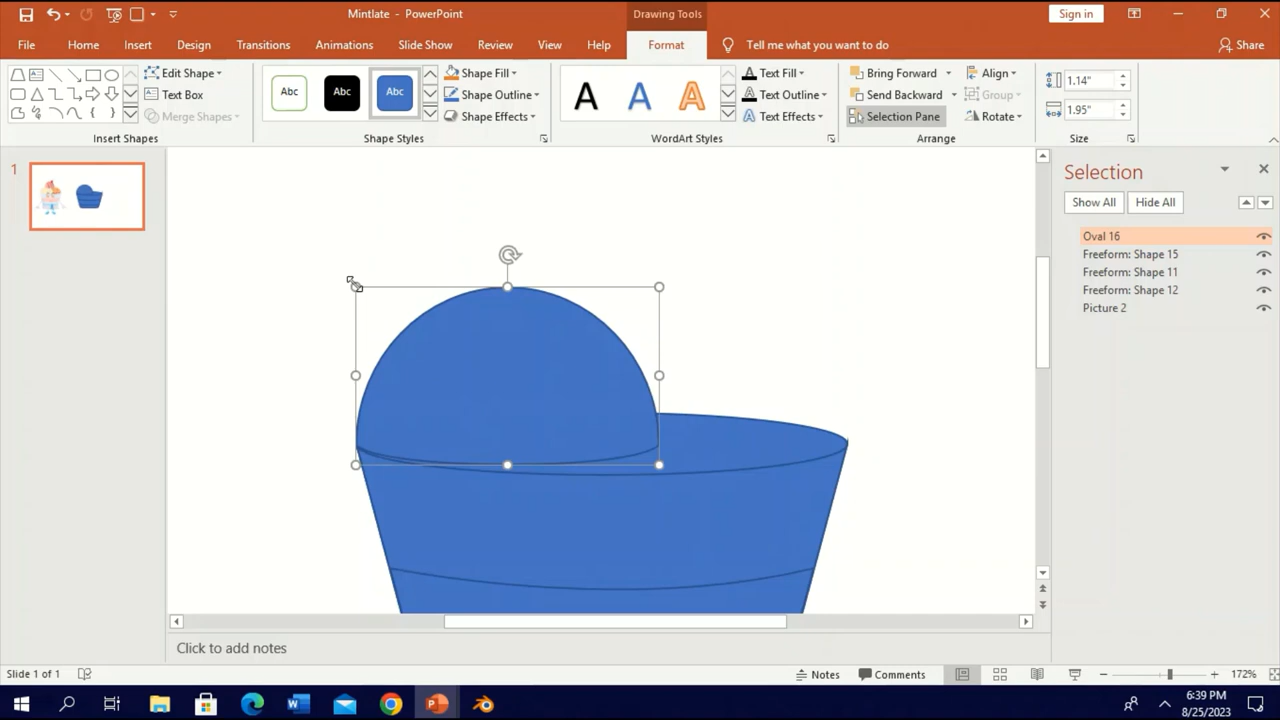 Mintlate - PowerPoint
Drawing Tools
Sign in
File Home Insert Design Transitions Animations Slide Show Review View Help Format Tell me what you want to do Share
Edit Shape
Text Box
Merge Shapes
Insert Shapes
Abc Abc Abc
Shape Fill
Shape Outline
Shape Effects
Shape Styles
A A A
Text Fill
Text Outline
Text Effects
WordArt Styles
Bring Forward
Send Backward
Selection Pane
Align
Group
Rotate
Arrange
1.14"
1.95"
Size
1
Selection
Show All Hide All
Oval 16
Freeform: Shape 15
Freeform: Shape 11
Freeform: Shape 12
Picture 2
Click to add notes
Slide 1 of 1 Notes Comments 172%
6:39 PM
8/25/2023